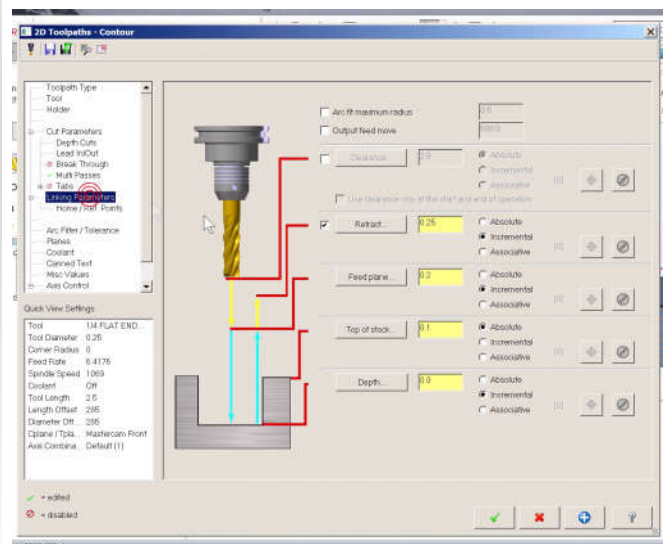 2D Toolpaths - Contour
Toolpath Type
Tool
Holder
Cut Parameters
Depth Cuts
Lead In/Out
Break Through
Multi Passes
Tabs
Linking Parameters
Home / Ref. Points
Arc Filter / Tolerance
Planes
Coolant
Canned Text
Misc Values
Axis Control
Quick View Settings
Tool 1/4 FLAT END...
Tool Diameter 0.25
Corner Radius 0
Feed Rate 6.4176
Spindle Speed 1069
Coolant Off
Tool Length 2.5
Length Offset 285
Diameter Off... 285
Cplane / Tpla... Mastercam Front
Axis Combina... Default (1)
= edited
= disabled
Arc fit maximum radius
Output feed move
Clearance...
Absolute
Incremental
Associative
Use clearance only at the start and end of operation
Retract... 0.25
Absolute
Incremental
Associative
Feed plane... 0.2
Absolute
Incremental
Associative
Top of stock... 0.1
Absolute
Incremental
Associative
Depth... 0.0
Absolute
Incremental
Associative